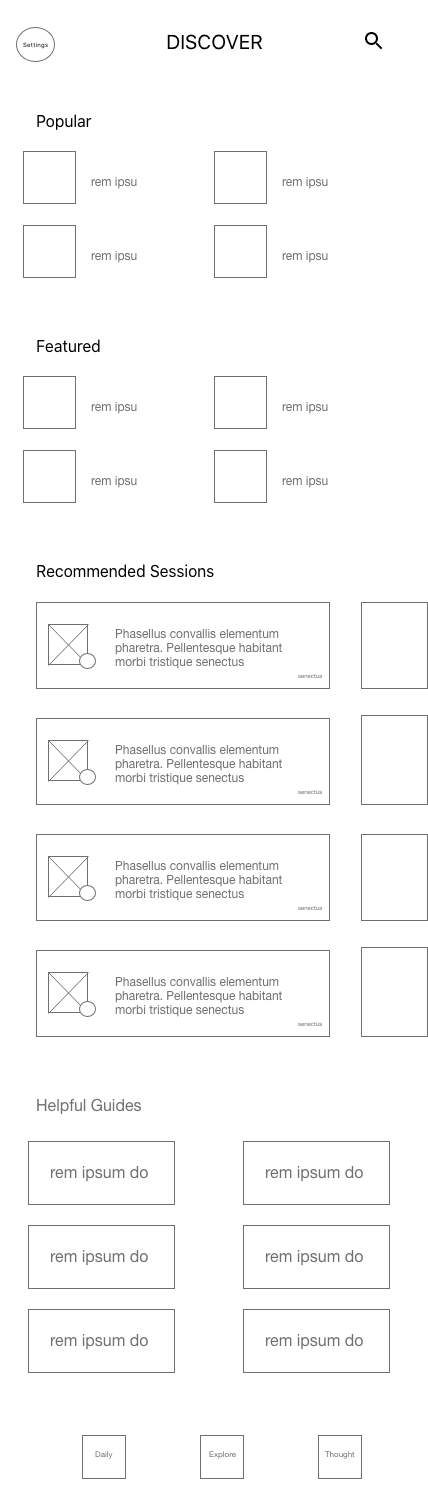 Settings
DISCOVER
Popular
rem ipsu
rem ipsu
rem ipsu
rem ipsu
Featured
rem ipsu
rem ipsu
rem ipsu
rem ipsu
Recommended Sessions
Phasellus convallis elementum
pharetra. Pellentesque habitant
morbi tristique senectus
senectus
Phasellus convallis elementum
pharetra. Pellentesque habitant
morbi tristique senectus
senectus
Phasellus convallis elementum
pharetra. Pellentesque habitant
morbi tristique senectus
senectus
Phasellus convallis elementum
pharetra. Pellentesque habitant
morbi tristique senectus
senectus
Helpful Guides
rem ipsum do
rem ipsum do
rem ipsum do
rem ipsum do
rem ipsum do
rem ipsum do
Daily
Explore
Thought